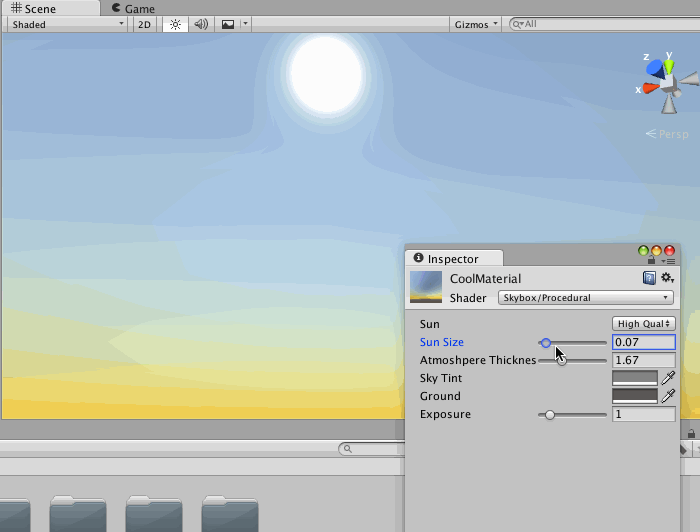 Scene Game
Shaded 2D Gizmos All
z y
x
Persp
Inspector
CoolMaterial
Shader Skybox/Procedural
Sun High Qual
Sun Size 0.07
Atmoshpere Thicknes 1.67
Sky Tint
Ground
Exposure 1